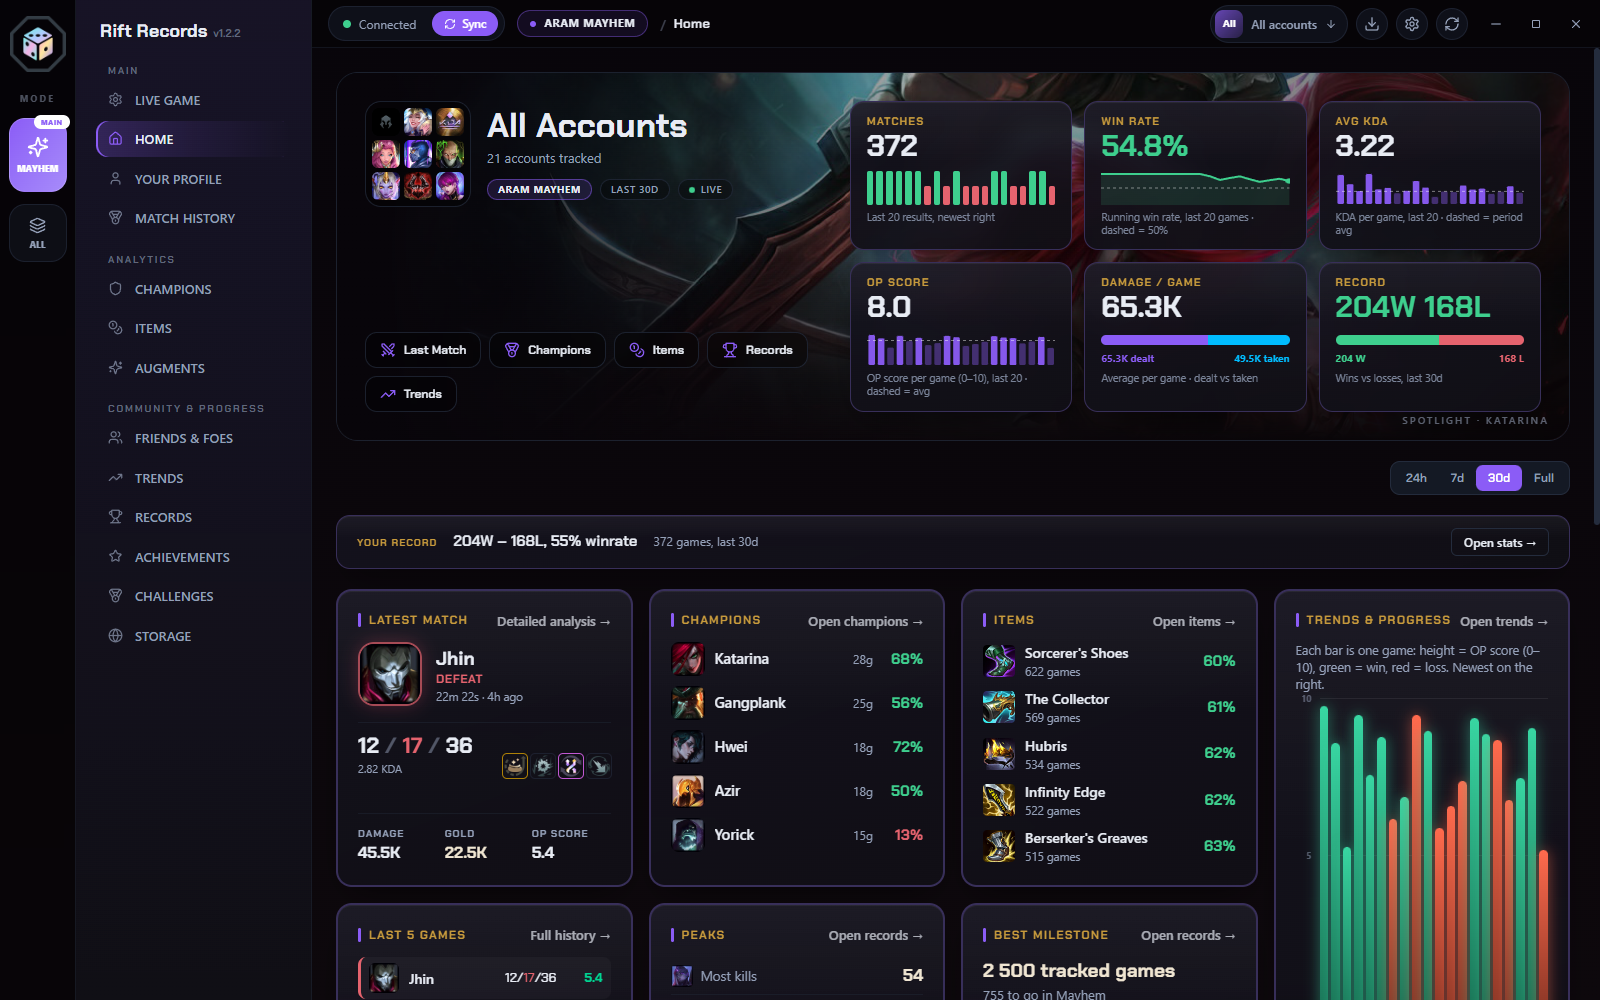 Rift Records v1.2.2
MODE
MAIN
MAYHEM
ALL
MAIN
LIVE GAME
HOME
YOUR PROFILE
MATCH HISTORY
ANALYTICS
CHAMPIONS
ITEMS
AUGMENTS
COMMUNITY & PROGRESS
FRIENDS & FOES
TRENDS
RECORDS
ACHIEVEMENTS
CHALLENGES
STORAGE
Connected Sync ARAM MAYHEM / Home All All accounts
All Accounts
21 accounts tracked
ARAM MAYHEM LAST 30D LIVE
Last Match Champions Items Records
Trends
MATCHES
372
Last 20 results, newest right
WIN RATE
54.8%
Running win rate, last 20 games ·
dashed = 50%
AVG KDA
3.22
KDA per game, last 20 · dashed = period
avg
OP SCORE
8.0
OP score per game (0–10), last 20 ·
dashed = avg
DAMAGE / GAME
65.3K
65.3K dealt 49.5K taken
Average per game · dealt vs taken
RECORD
204W 168L
204 W 168 L
Wins vs losses, last 30d
SPOTLIGHT · KATARINA
24h 7d 30d Full
YOUR RECORD 204W – 168L, 55% winrate 372 games, last 30d Open stats →
LATEST MATCH Detailed analysis →
Jhin
DEFEAT
22m 22s · 4h ago
12 / 17 / 36
2.82 KDA
DAMAGE GOLD OP SCORE
45.5K 22.5K 5.4
CHAMPIONS Open champions →
Katarina 28g 68%
Gangplank 25g 56%
Hwei 18g 72%
Azir 18g 50%
Yorick 15g 13%
ITEMS Open items →
Sorcerer's Shoes 60%
622 games
The Collector 61%
569 games
Hubris 62%
534 games
Infinity Edge 62%
522 games
Berserker's Greaves 63%
515 games
TRENDS & PROGRESS Open trends →
Each bar is one game: height = OP score (0–
10), green = win, red = loss. Newest on the
right.
10
5
LAST 5 GAMES Full history →
Jhin 12/17/36 5.4
PEAKS Open records →
Most kills 54
BEST MILESTONE Open records →
2 500 tracked games
755 to go in Mayhem